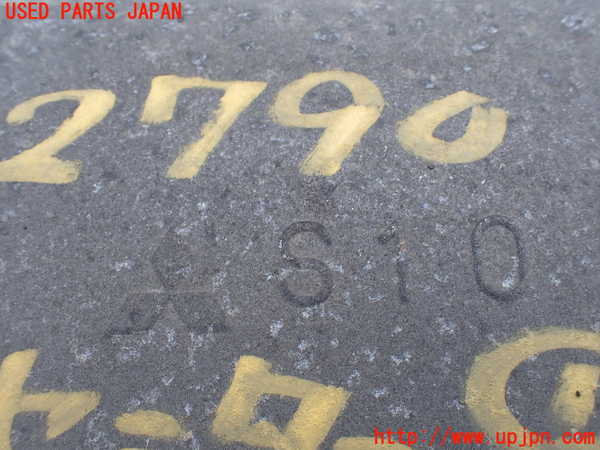 USED PARTS JAPAN
2790
S10
http://www.upjpn.com/